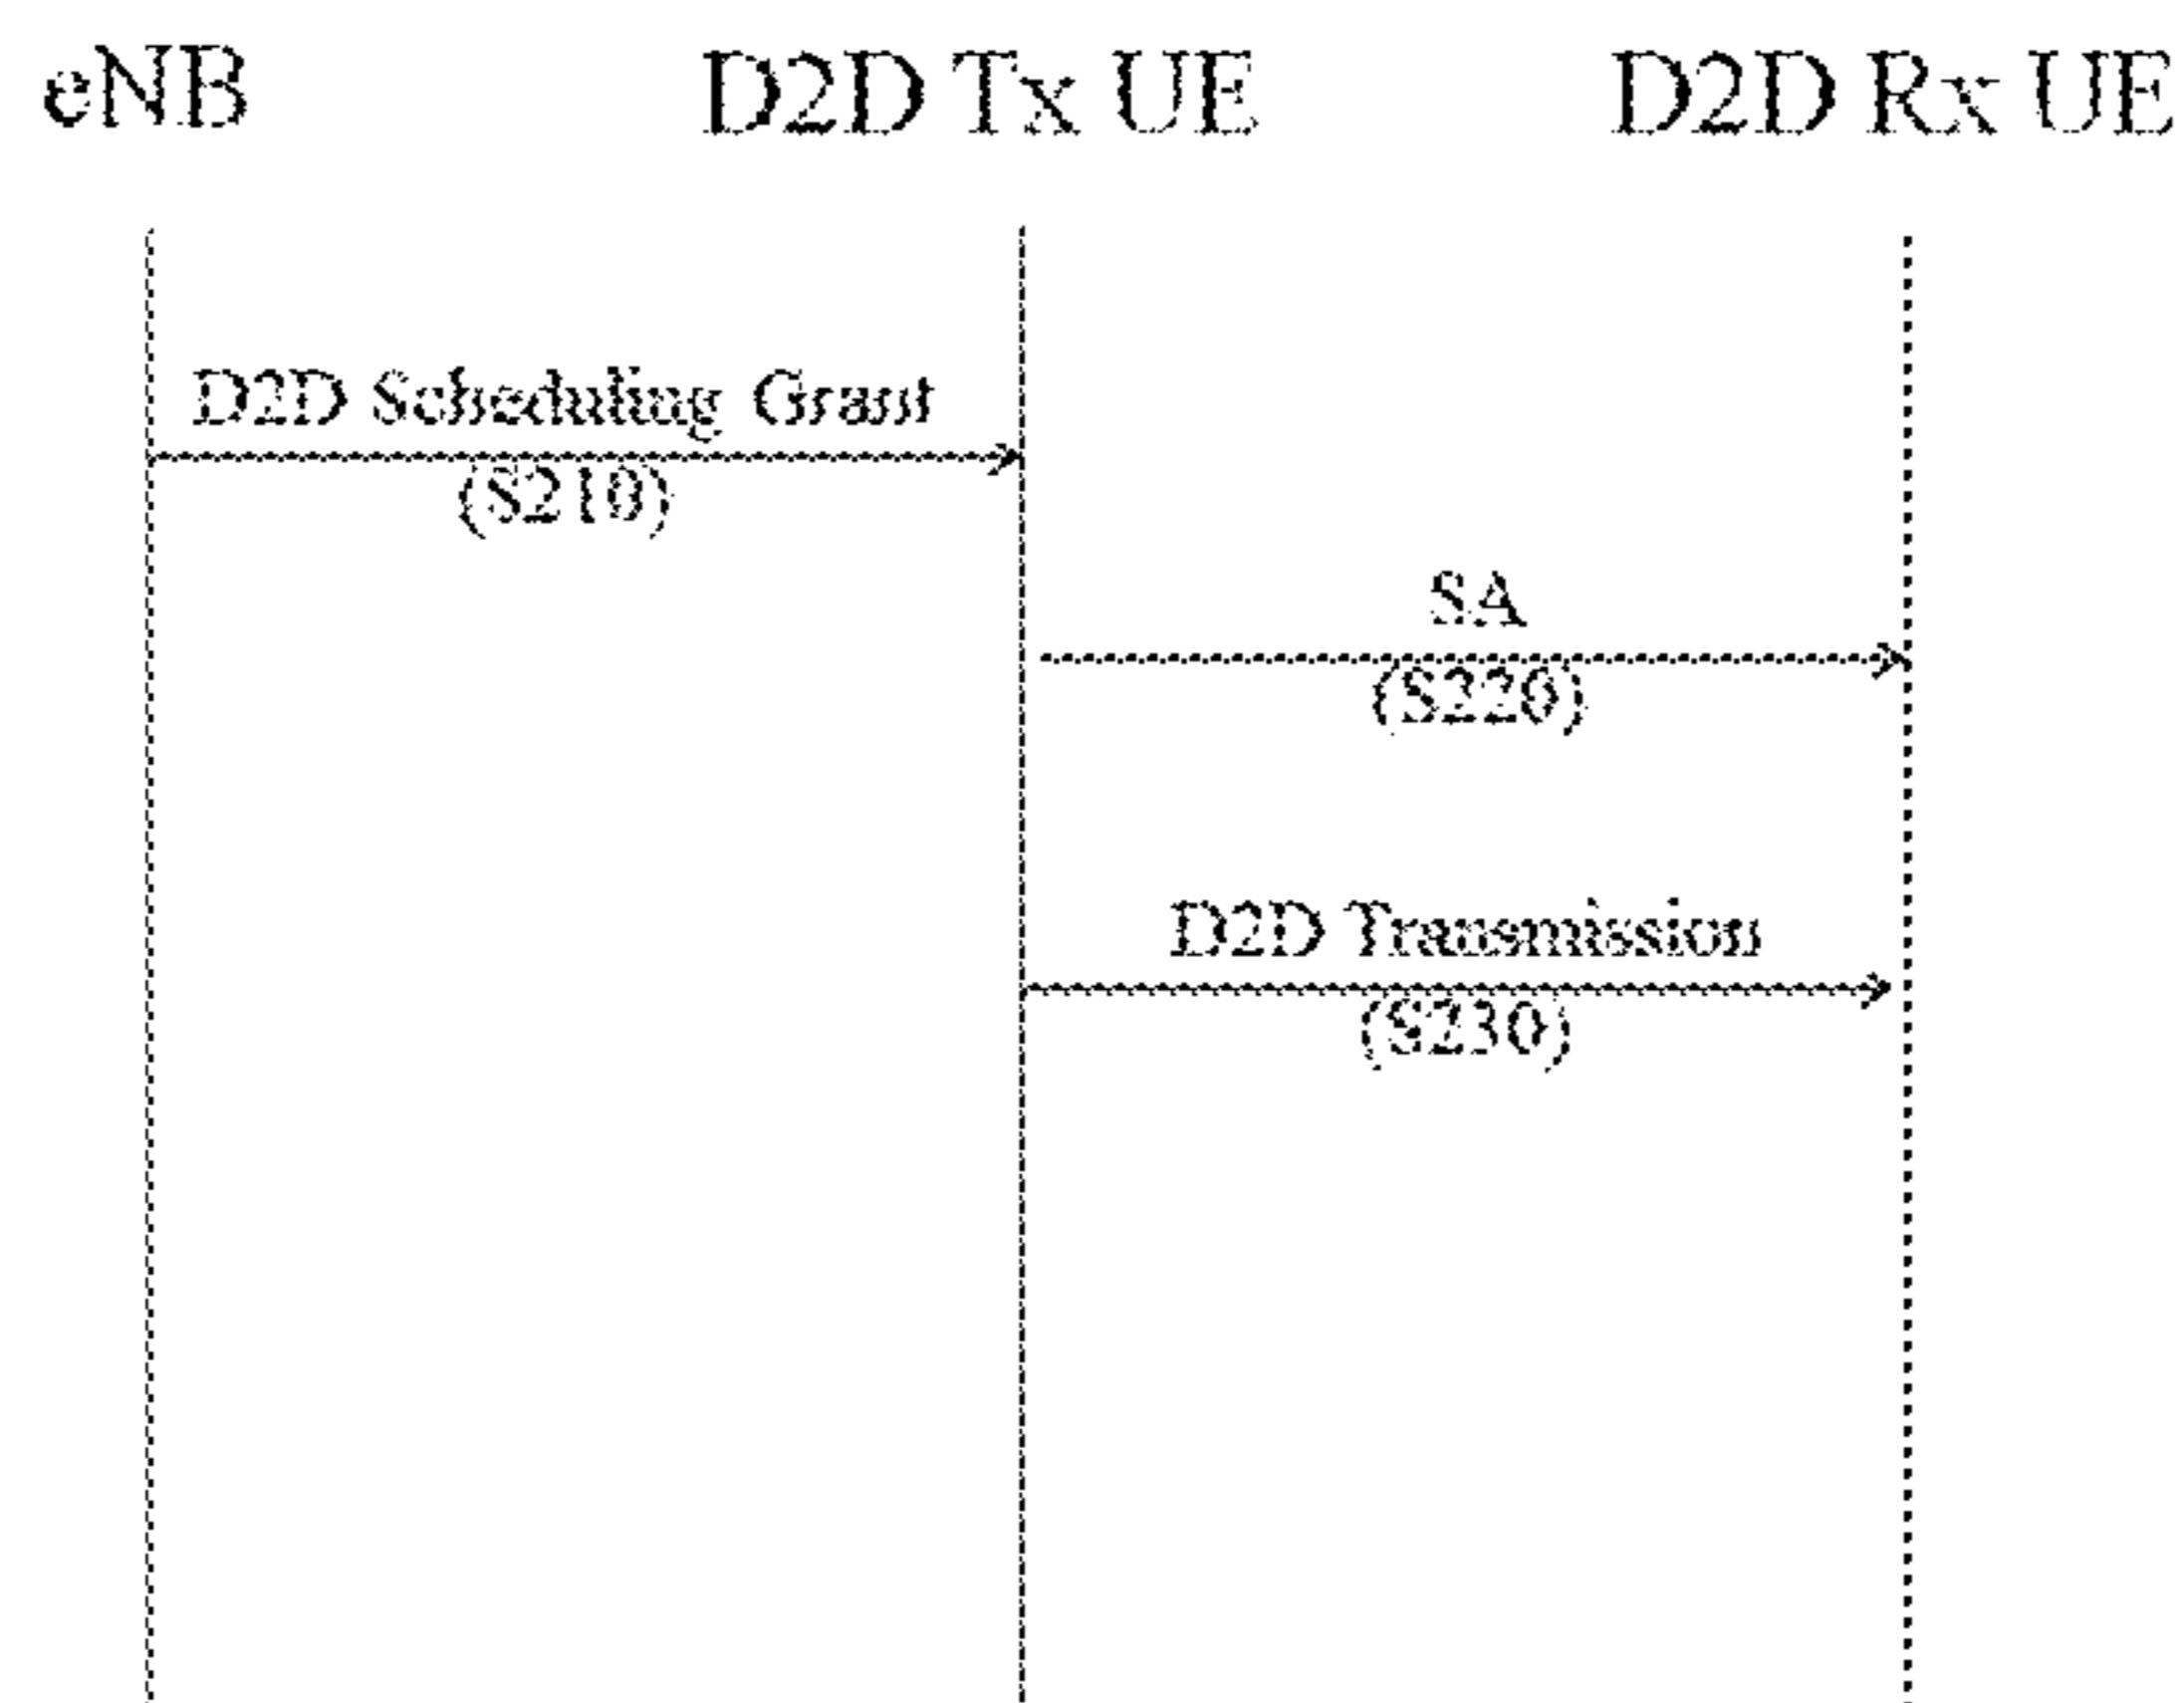 eNB D2D Tx UE D2D Rx UE
D2D Scheduling Grant
(S210)
SA
(S220)
D2D Transmission
(S230)